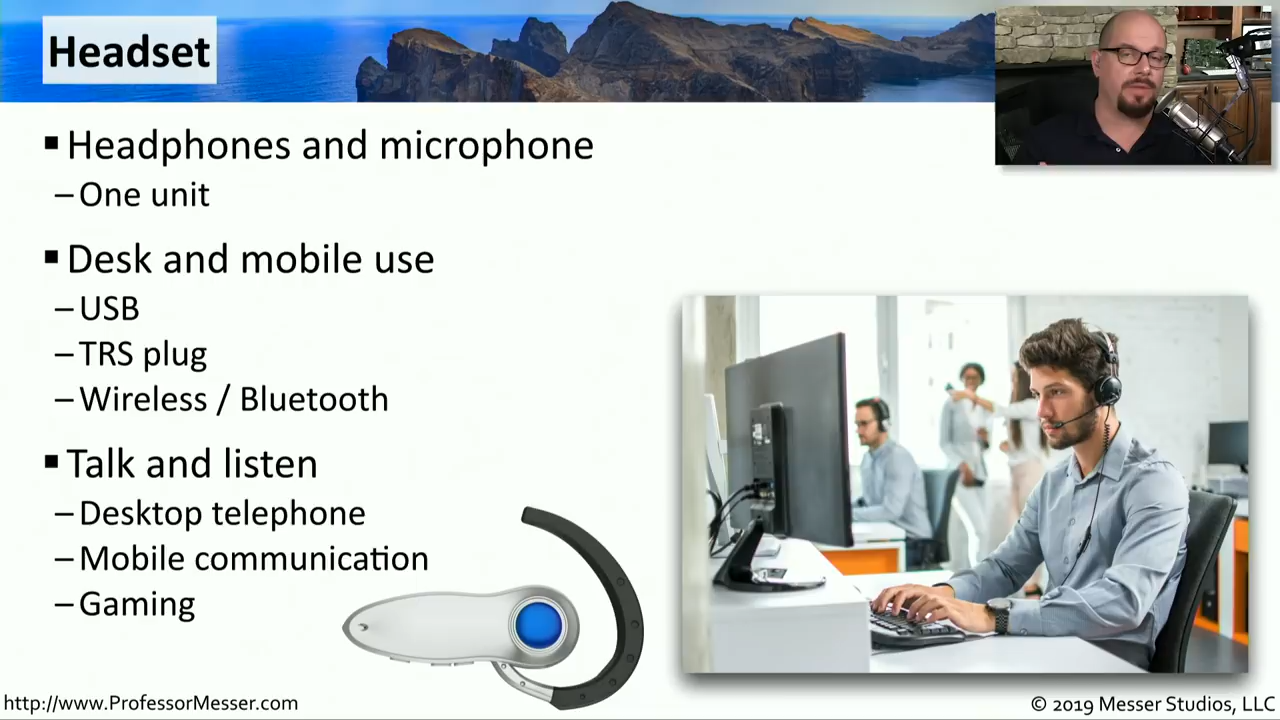 Headset
▪ Headphones and microphone
– One unit
▪ Desk and mobile use
– USB
– TRS plug
– Wireless / Bluetooth
▪ Talk and listen
– Desktop telephone
– Mobile communication
– Gaming
http://www.ProfessorMesser.com
© 2019 Messer Studios, LLC